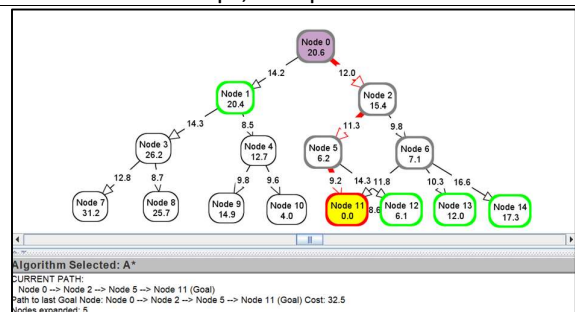 Node 0
20.6
14.2
12.0
Node 1
20.4
Node 2
15.4
14.3
8.5
11.3
9.8
Node 3
26.2
Node 4
12.7
Node 5
6.2
Node 6
7.1
12.8
8.7
9.8
9.6
9.2
14.3
11.8
10.3
16.6
Node 7
31.2
Node 8
25.7
Node 9
14.9
Node 10
4.0
Node 11
0.0
8.6
Node 12
6.1
Node 13
12.0
Node 14
17.3
Algorithm Selected: A*
CURRENT PATH:
Node 0 --> Node 2 --> Node 5 --> Node 11 (Goal)
Path to last Goal Node: Node 0 --> Node 2 --> Node 5 --> Node 11 (Goal) Cost: 32.5
Nodes expanded: 5